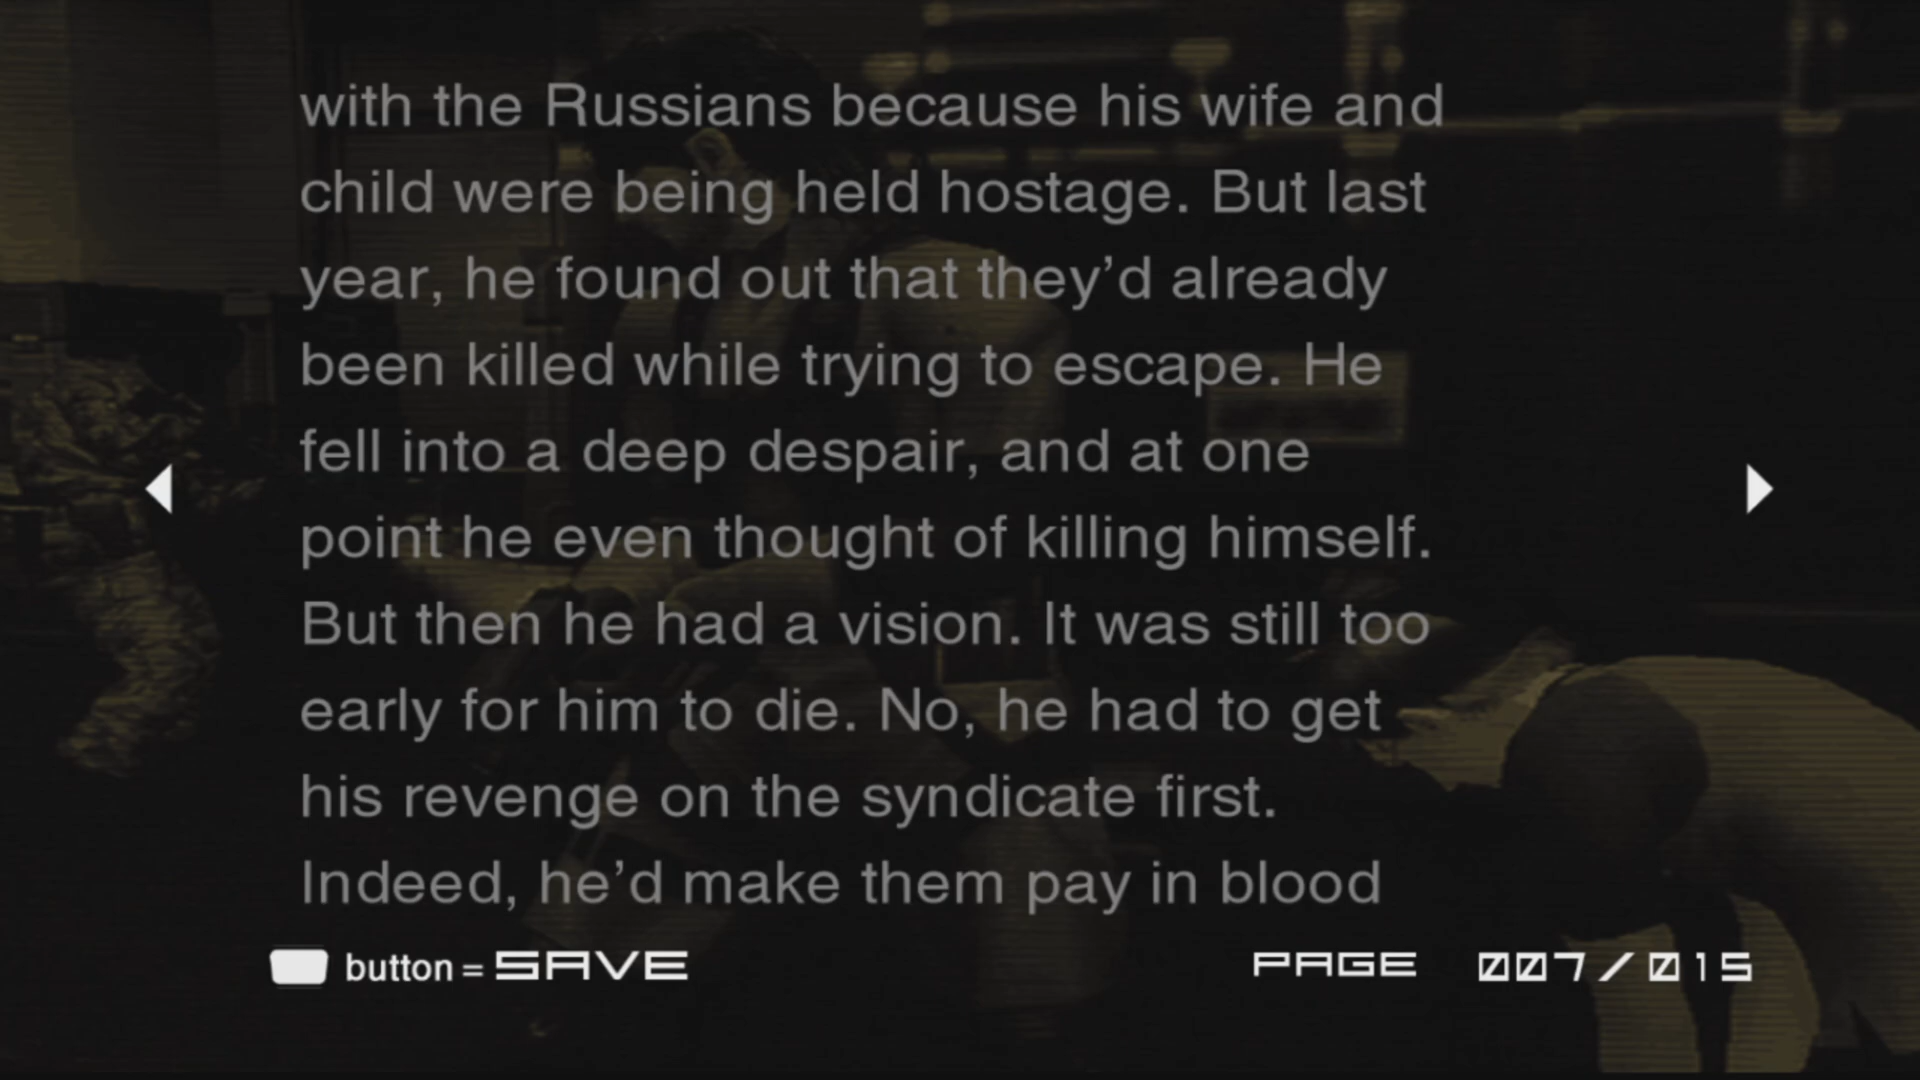 with the Russians because his wife and
child were being held hostage. But last
year, he found out that they’d already
been killed while trying to escape. He
fell into a deep despair, and at one
point he even thought of killing himself.
But then he had a vision. It was still too
early for him to die. No, he had to get
his revenge on the syndicate first.
Indeed, he’d make them pay in blood
button = SAVE
PAGE 007/015